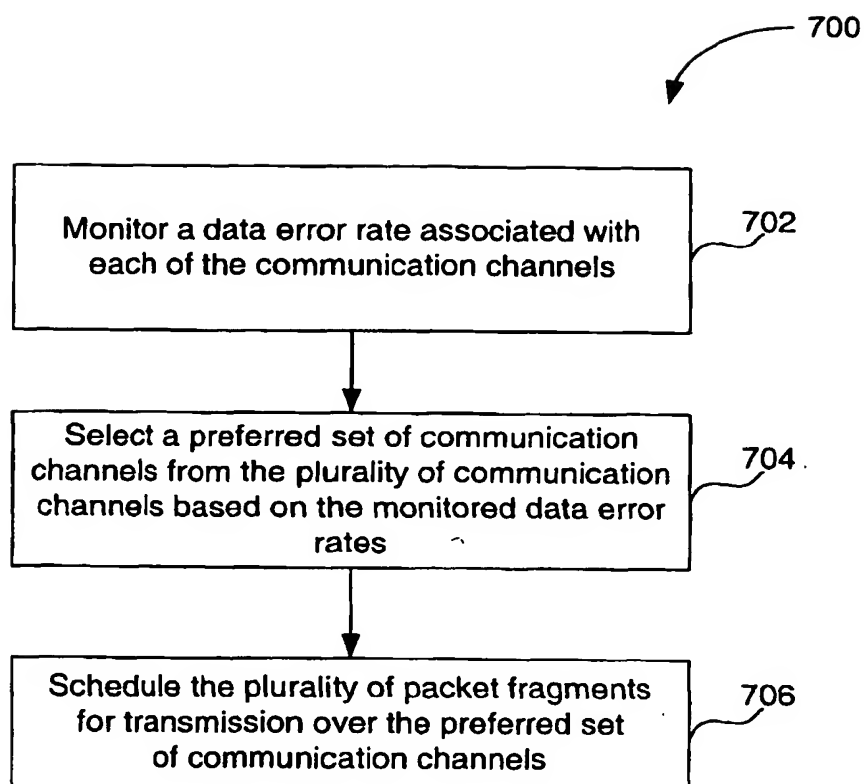 700
Monitor a data error rate associated with
each of the communication channels
702
Select a preferred set of communication
channels from the plurality of communication
channels based on the monitored data error
rates
704
Schedule the plurality of packet fragments
for transmission over the preferred set
of communication channels
706